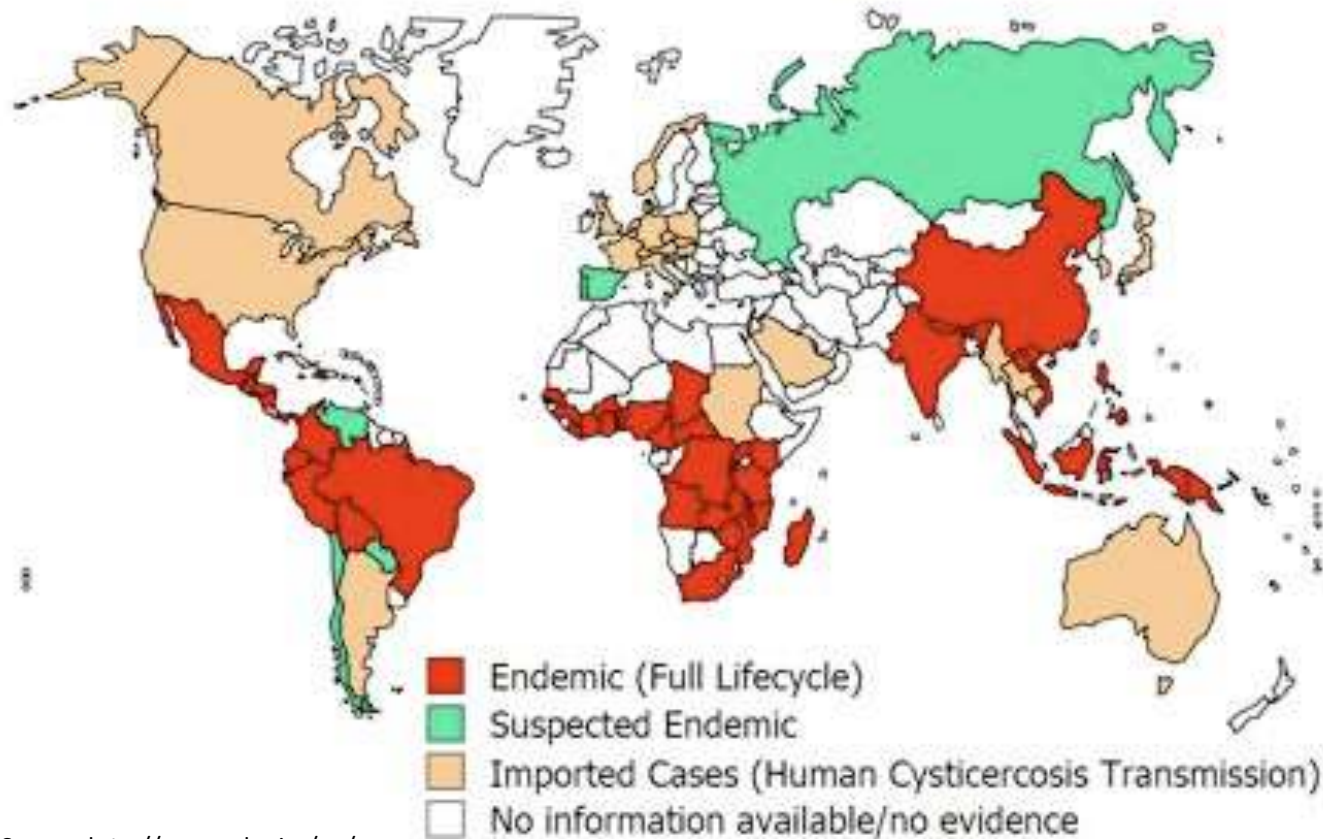 Endemic (Full Lifecycle)
Suspected Endemic
Imported Cases (Human Cysticercosis Transmission)
No information available/no evidence